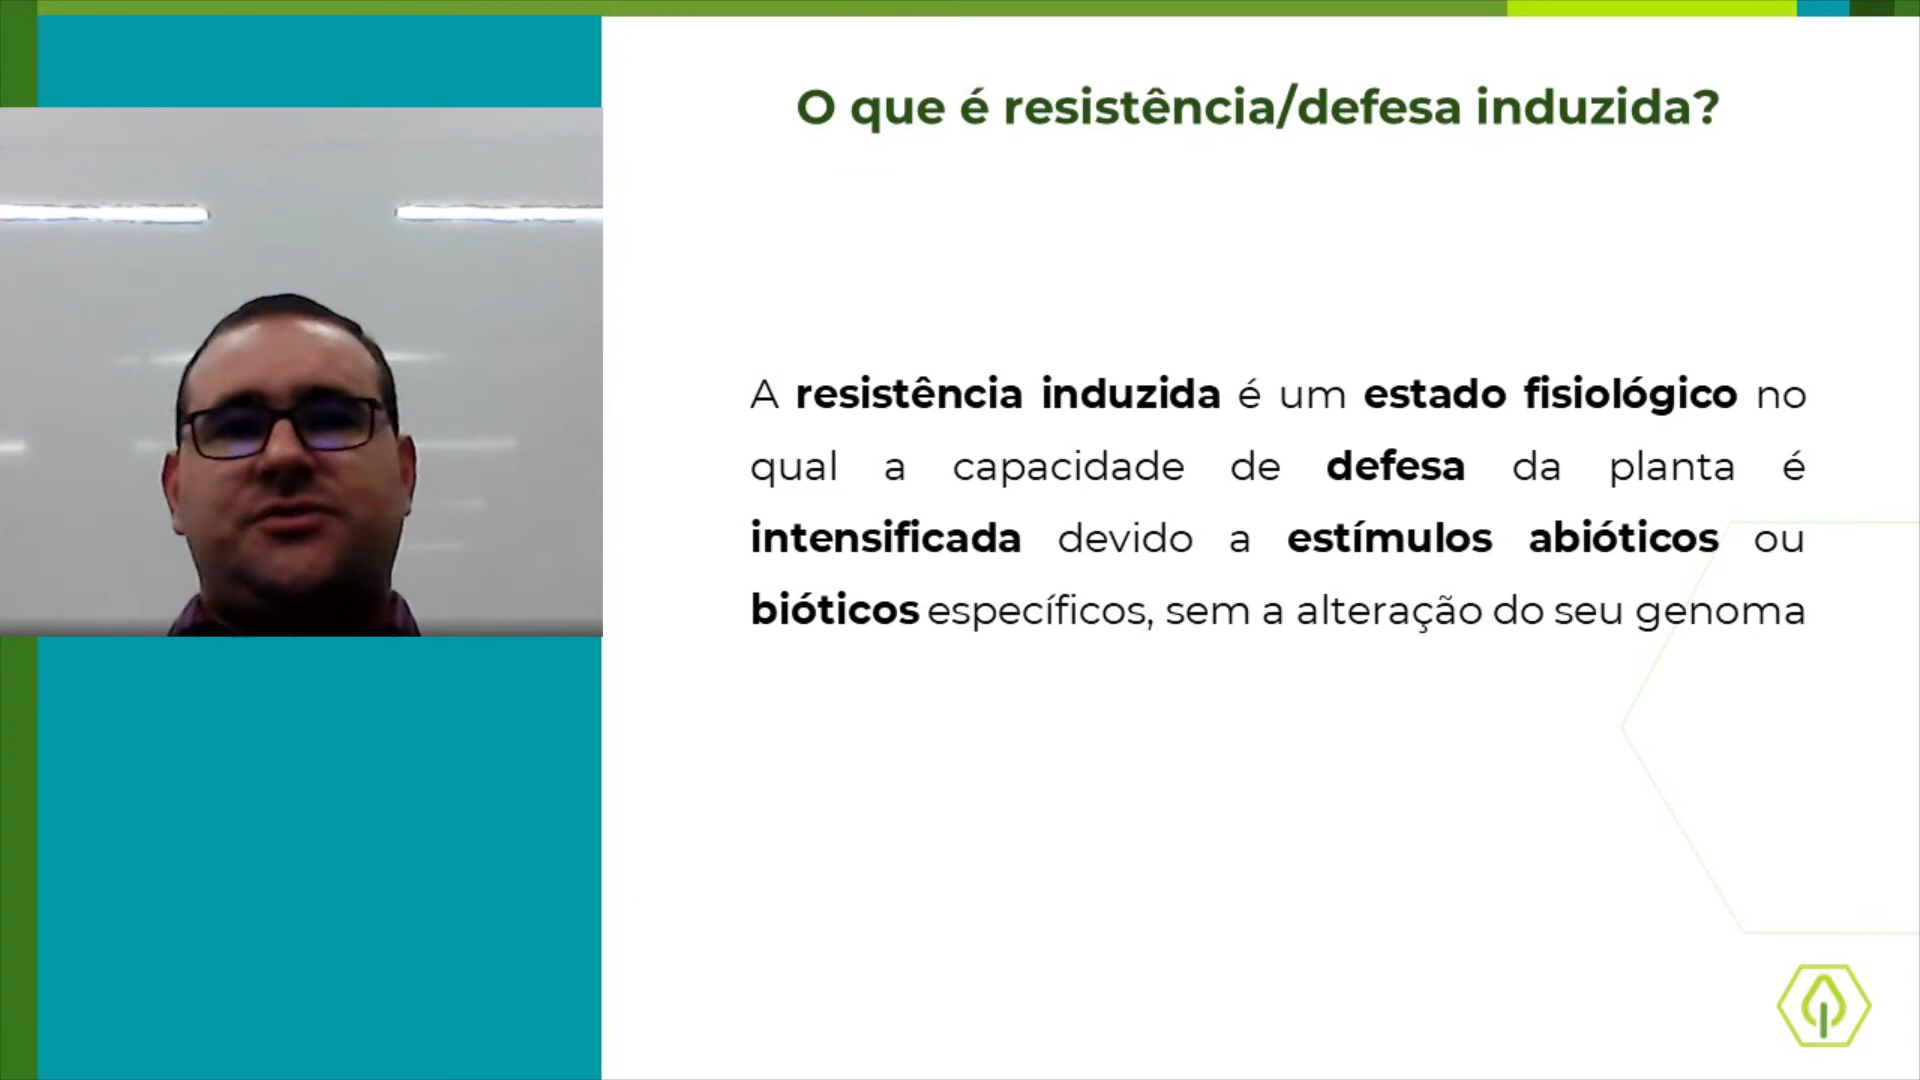 O que é resistência/defesa induzida?
A resistência induzida é um estado fisiológico no
qual a capacidade de defesa da planta é
intensificada devido a estímulos abióticos ou
bióticos específicos, sem a alteração do seu genoma